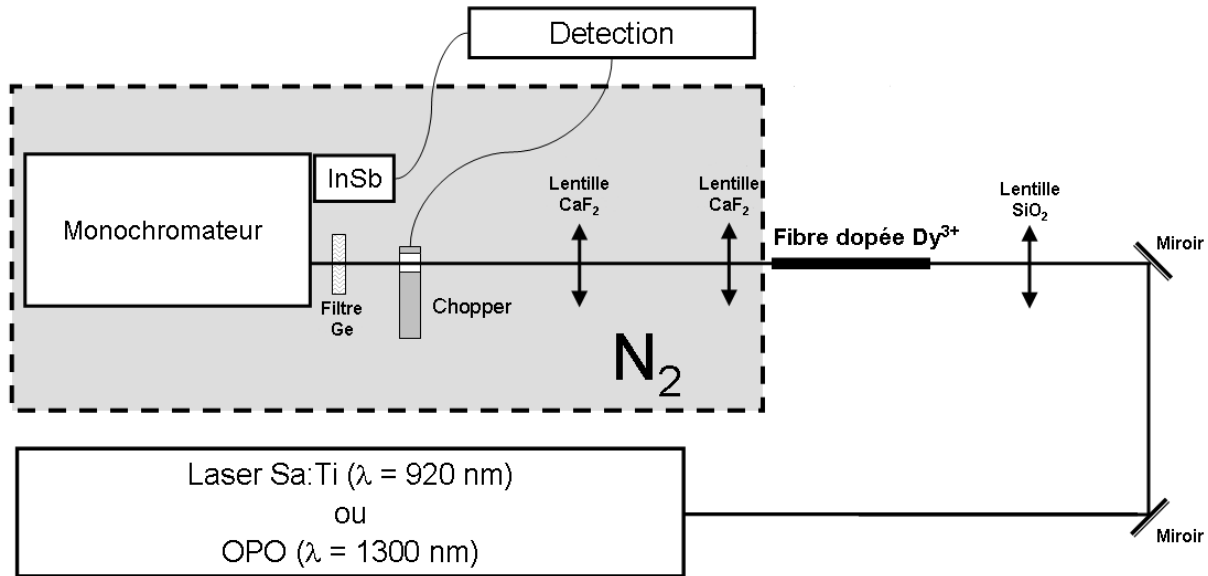 Detection
InSb
Monochromateur
Lentille
CaF₂
Lentille
CaF₂
Lentille
SiO₂
Fibre dopée Dy³⁺
Miroir
Filtre
Ge
Chopper
N₂
Laser Sa:Ti (λ = 920 nm)
ou
OPO (λ = 1300 nm)
Miroir